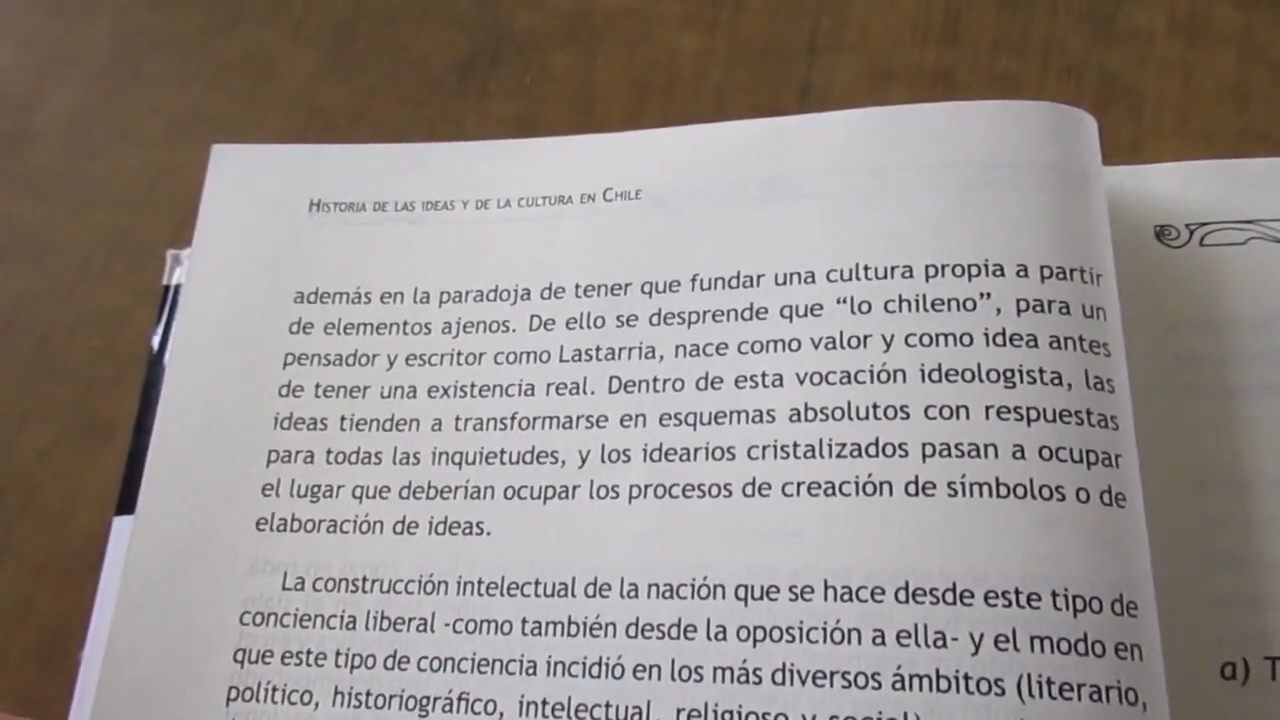 Historia de las ideas y de la cultura en Chile
además en la paradoja de tener que fundar una cultura propia a partir
de elementos ajenos. De ello se desprende que “lo chileno”, para un
pensador y escritor como Lastarria, nace como valor y como idea antes
de tener una existencia real. Dentro de esta vocación ideologista, las
ideas tienden a transformarse en esquemas absolutos con respuestas
para todas las inquietudes, y los idearios cristalizados pasan a ocupar
el lugar que deberían ocupar los procesos de creación de símbolos o de
elaboración de ideas.
La construcción intelectual de la nación que se hace desde este tipo de
conciencia liberal -como también desde la oposición a ella- y el modo en
que este tipo de conciencia incidió en los más diversos ámbitos (literario,
político, historiográfico, intelectual, religioso y social)
a) T